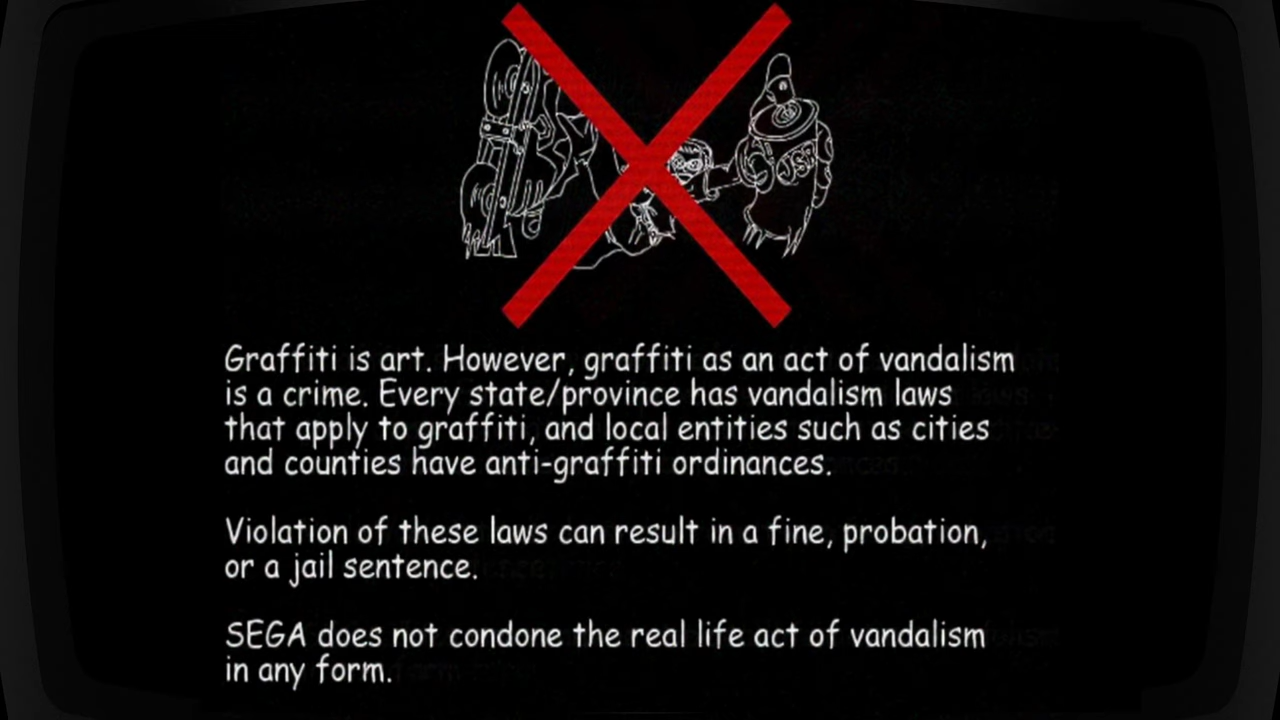 JSR
Graffiti is art. However, graffiti as an act of vandalism
is a crime. Every state/province has vandalism laws
that apply to graffiti, and local entities such as cities
and counties have anti-graffiti ordinances.
Violation of these laws can result in a fine, probation,
or a jail sentence.
SEGA does not condone the real life act of vandalism
in any form.